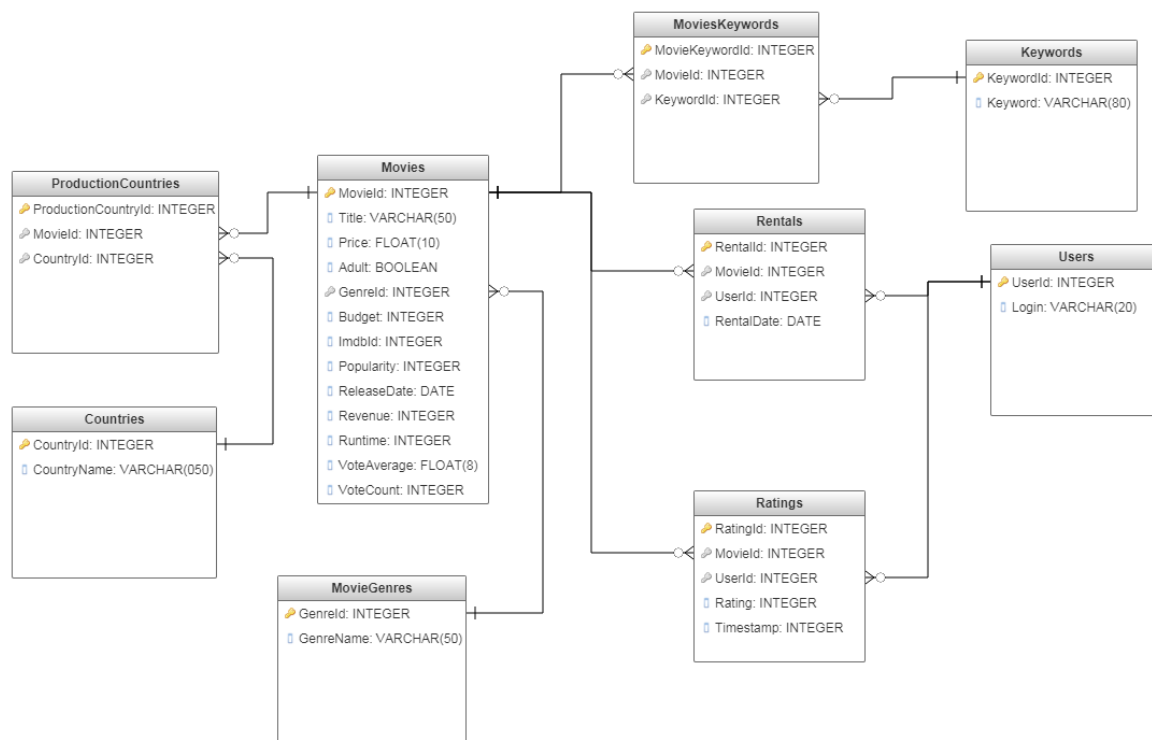 MoviesKeywords
MovieKeywordId: INTEGER
MovieId: INTEGER
KeywordId: INTEGER
Keywords
KeywordId: INTEGER
Keyword: VARCHAR(80)
ProductionCountries
ProductionCountryId: INTEGER
MovieId: INTEGER
CountryId: INTEGER
Movies
MovieId: INTEGER
Title: VARCHAR(50)
Price: FLOAT(10)
Adult: BOOLEAN
GenreId: INTEGER
Budget: INTEGER
ImdbId: INTEGER
Popularity: INTEGER
ReleaseDate: DATE
Revenue: INTEGER
Runtime: INTEGER
VoteAverage: FLOAT(8)
VoteCount: INTEGER
Rentals
RentalId: INTEGER
MovieId: INTEGER
UserId: INTEGER
RentalDate: DATE
Users
UserId: INTEGER
Login: VARCHAR(20)
Countries
CountryId: INTEGER
CountryName: VARCHAR(050)
Ratings
RatingId: INTEGER
MovieId: INTEGER
UserId: INTEGER
Rating: INTEGER
Timestamp: INTEGER
MovieGenres
GenreId: INTEGER
GenreName: VARCHAR(50)